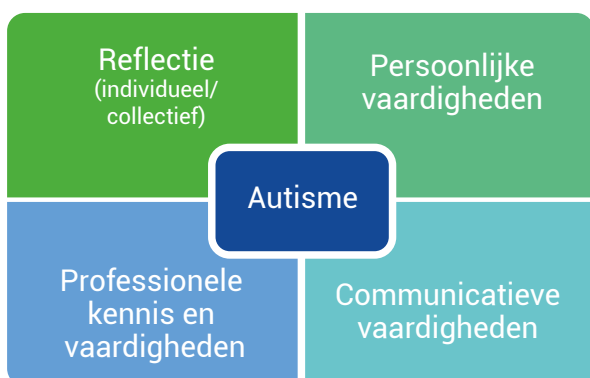 Reflectie
(individueel/
collectief)
Persoonlijke
vaardigheden
Autisme
Professionele
kennis en
vaardigheden
Communicatieve
vaardigheden